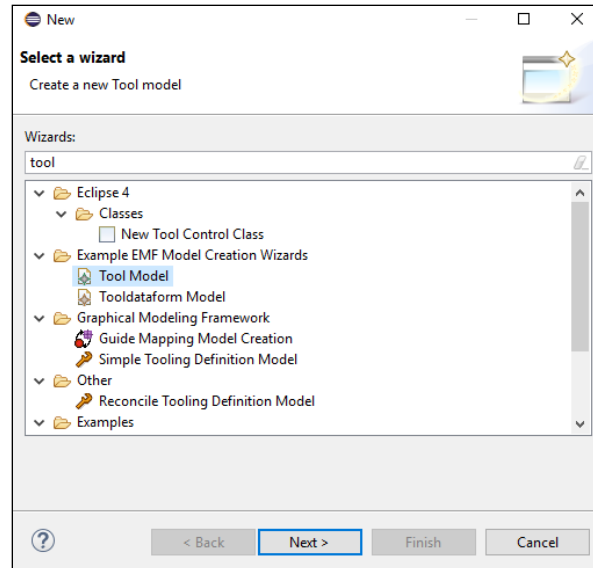 New
Select a wizard
Create a new Tool model
Wizards:
tool
Eclipse 4
Classes
New Tool Control Class
Example EMF Model Creation Wizards
Tool Model
Tooldataform Model
Graphical Modeling Framework
Guide Mapping Model Creation
Simple Tooling Definition Model
Other
Reconcile Tooling Definition Model
Examples
? < Back Next > Finish Cancel